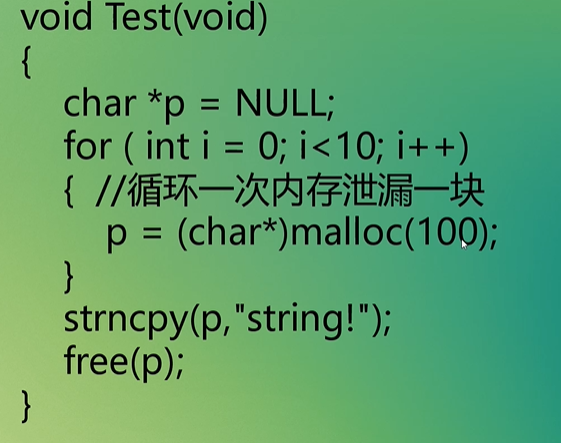 void Test(void)
{
char *p = NULL;
for ( int i = 0; i<10; i++)
{ //循环一次内存泄漏一块
p = (char*)malloc(100);
}
strncpy(p,"string!");
free(p);
}